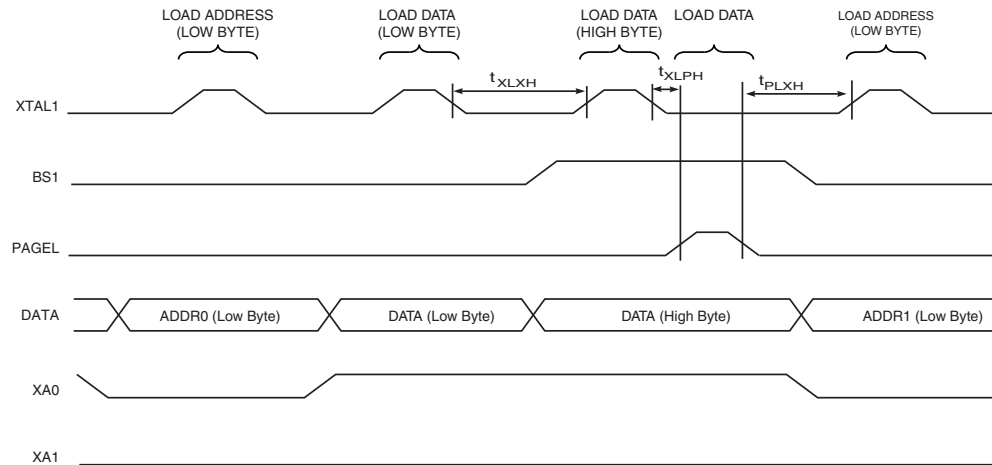 LOAD ADDRESS
(LOW BYTE)
LOAD DATA
(LOW BYTE)
LOAD DATA
(HIGH BYTE)
LOAD DATA
LOAD ADDRESS
(LOW BYTE)
tXLXH
tXLPH
tPLXH
XTAL1
BS1
PAGEL
DATA
ADDR0 (Low Byte)
DATA (Low Byte)
DATA (High Byte)
ADDR1 (Low Byte)
XA0
XA1